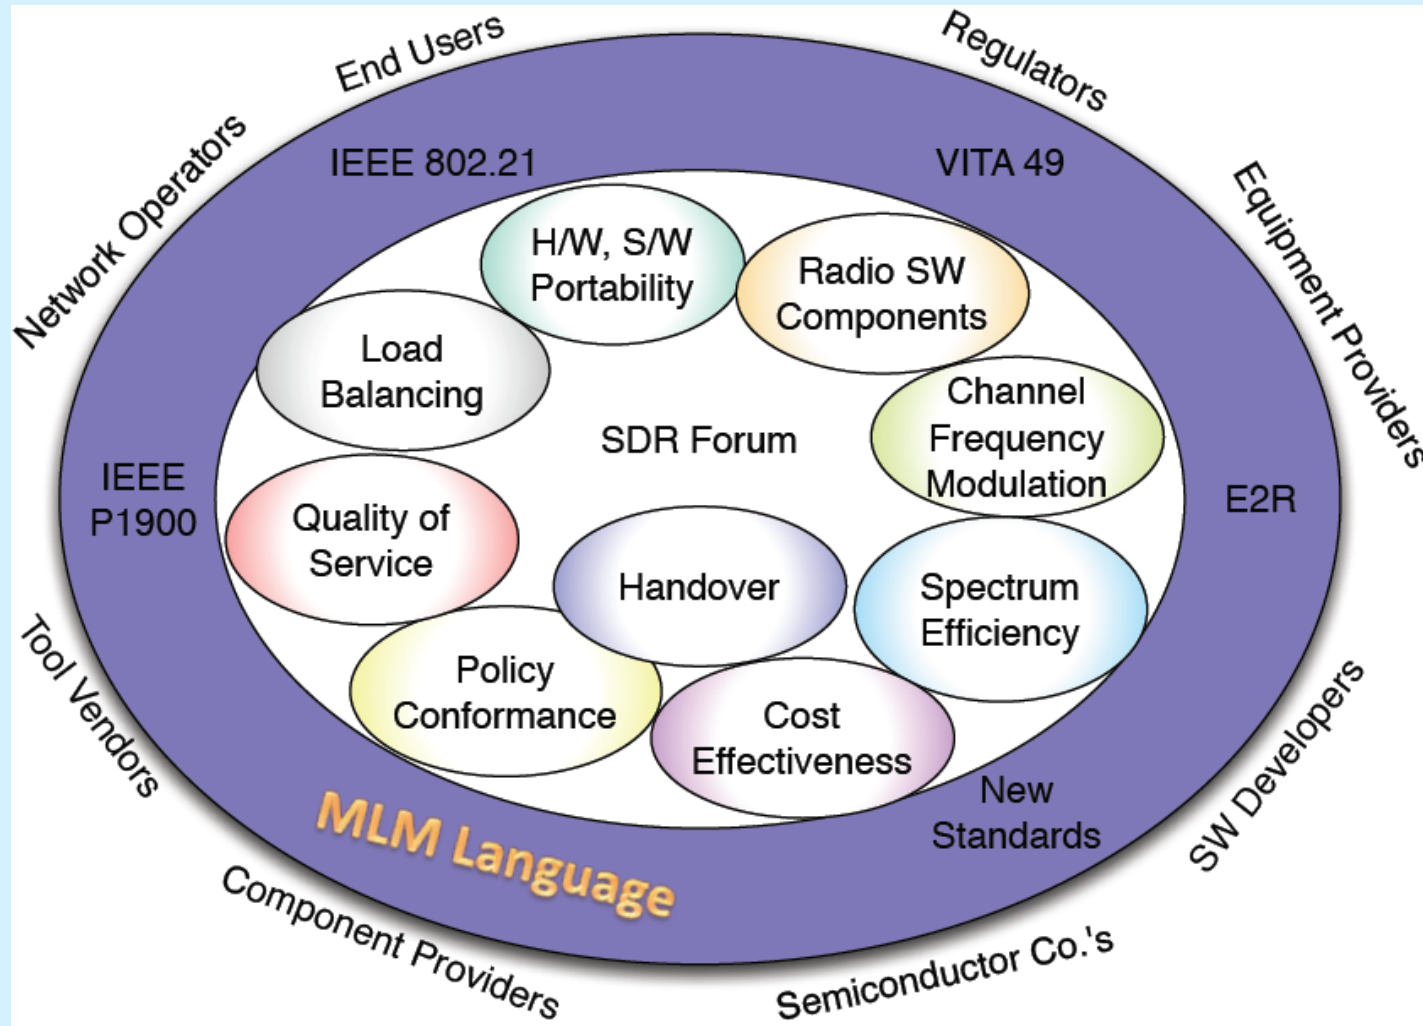 End Users
Regulators
Network Operators
Equipment Providers
IEEE 802.21
VITA 49
H/W, S/W
Portability
Radio SW
Components
Load
Balancing
Channel
Frequency
Modulation
SDR Forum
IEEE
P1900
E2R
Quality of
Service
Handover
Spectrum
Efficiency
Policy
Conformance
Cost
Effectiveness
New
Standards
MLM Language
Tool Vendors
SW Developers
Component Providers
Semiconductor Co.'s